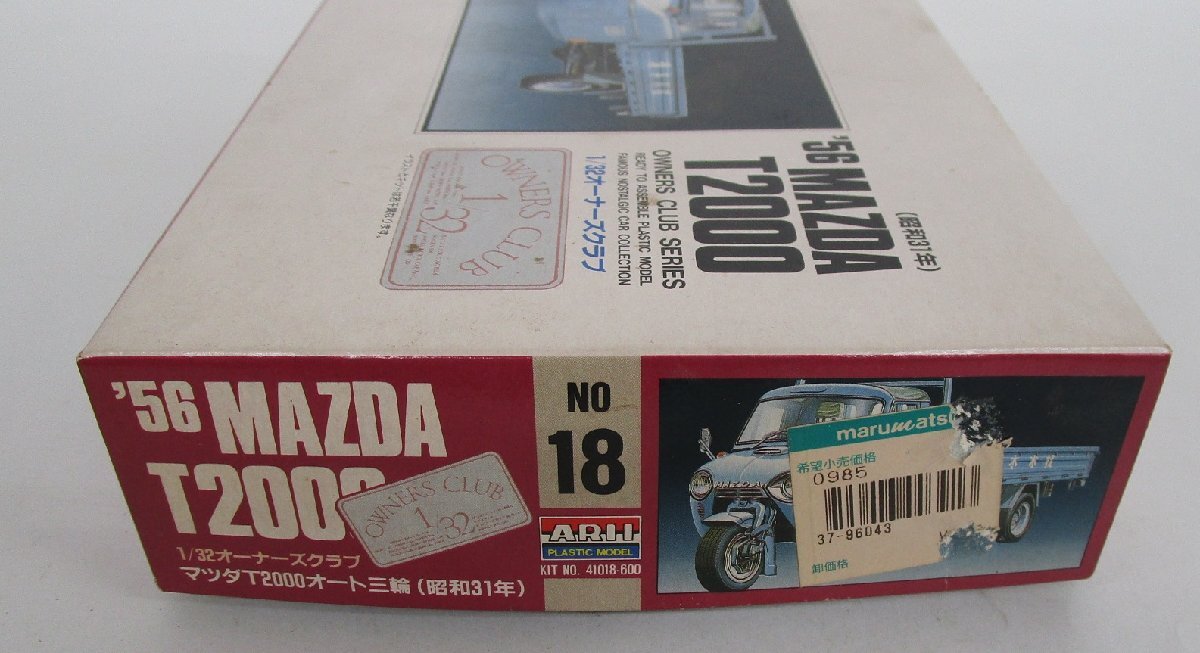 (昭和31年)
'56 MAZDA
T2000
OWNERS CLUB SERIES
READY TO ASSEMBLE PLASTIC MODEL
FAMOUS NOSTALGIC CAR COLLECTION
1/32オーナーズクラブ
OWNERS CLUB
1/32
'56 MAZDA
T2000
OWNERS CLUB
1/32
1/32オーナーズクラブ
マツダT2000オート三輪(昭和31年)
NO
18
ARII
PLASTIC MODEL
KIT NO. 41018-600
MAZDA
marumatsu
希望小売価格
0985
37-96043
卸価格